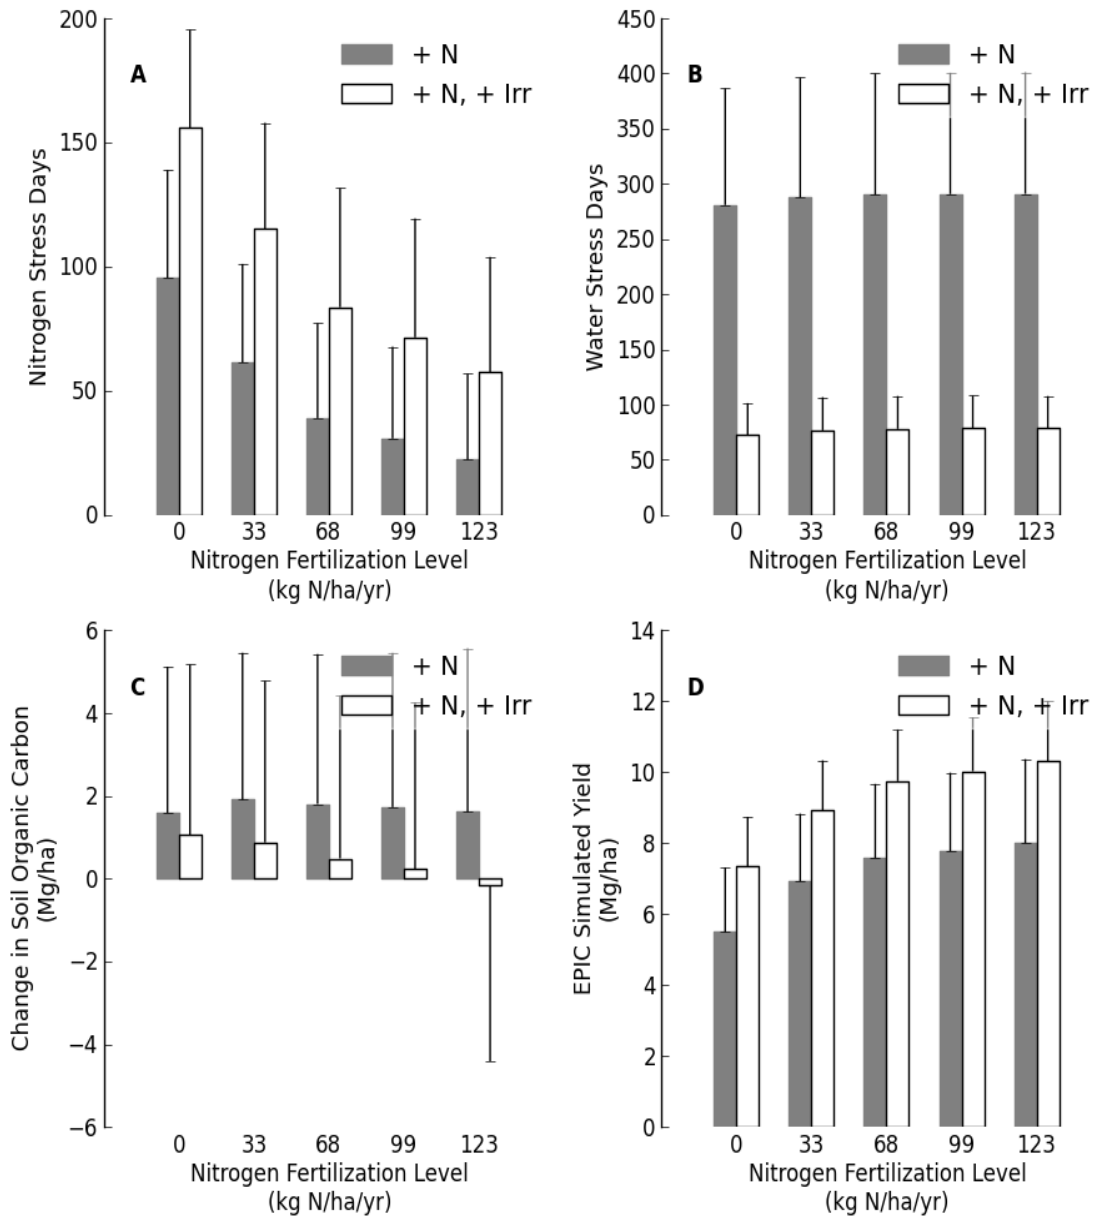 200
150
100
50
0
Nitrogen Stress Days
A
+ N
+ N, + Irr
0 33 68 99 123
Nitrogen Fertilization Level
(kg N/ha/yr)
450
400
350
300
250
200
150
100
50
0
Water Stress Days
B
+ N
+ N, + Irr
0 33 68 99 123
Nitrogen Fertilization Level
(kg N/ha/yr)
6
4
2
0
−2
−4
−6
Change in Soil Organic Carbon
(Mg/ha)
C
+ N
+ N, + Irr
0 33 68 99 123
Nitrogen Fertilization Level
(kg N/ha/yr)
14
12
10
8
6
4
2
0
EPIC Simulated Yield
(Mg/ha)
D
+ N
+ N, + Irr
0 33 68 99 123
Nitrogen Fertilization Level
(kg N/ha/yr)